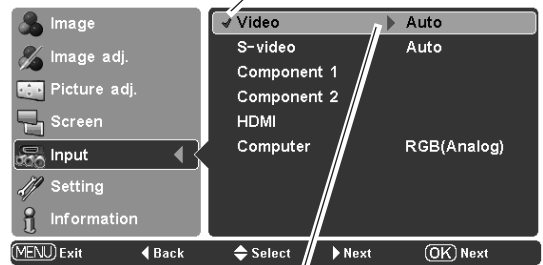 Image
Image adj.
Picture adj.
Screen
Input
Setting
Information
Video Auto
S-video Auto
Component 1
Component 2
HDMI
Computer RGB(Analog)
MENU Exit Back Select Next OK Next